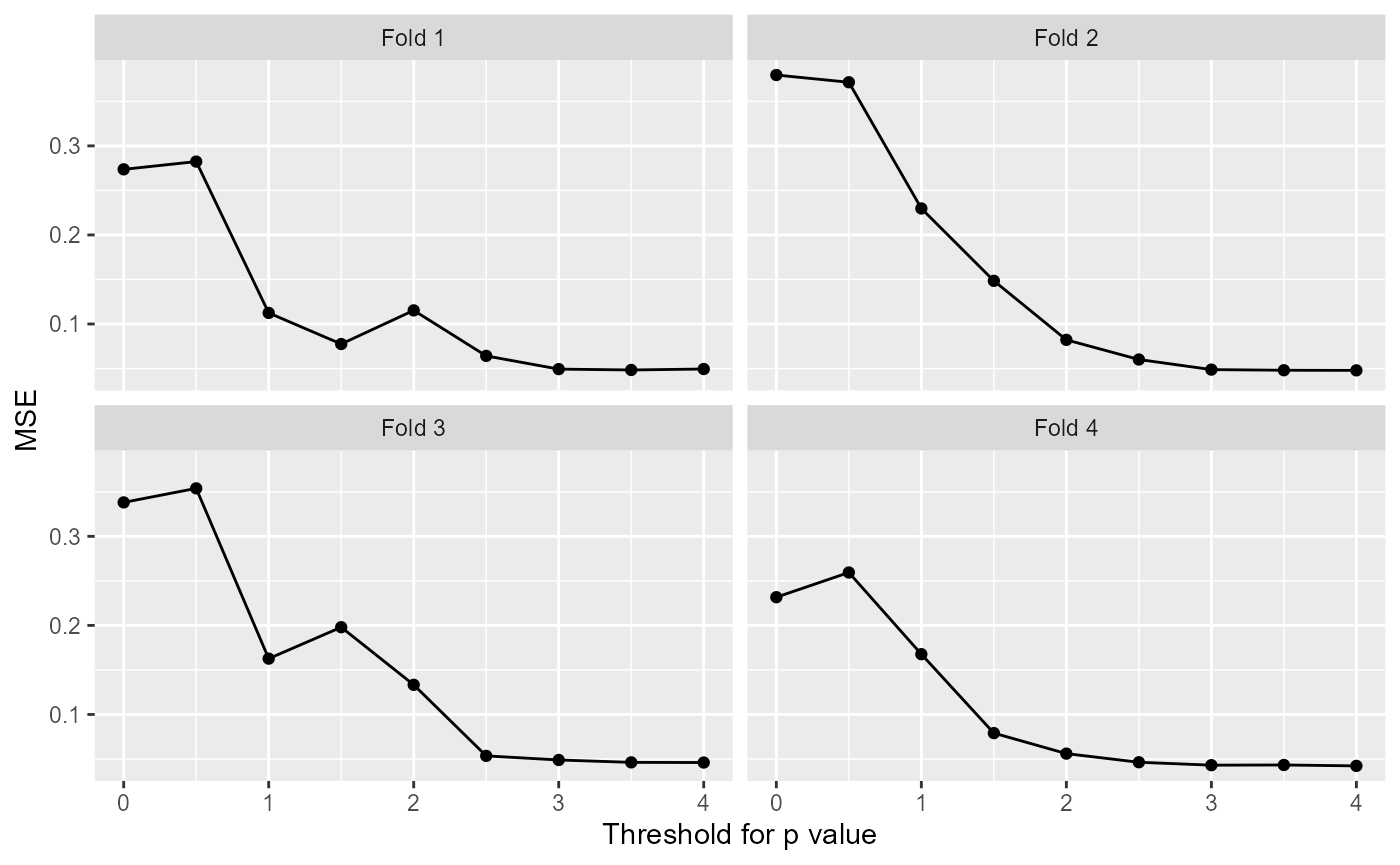 Fold 1
Fold 2
0.3
0.2
0.1
MSE
Fold 3
Fold 4
0.3
0.2
0.1
0 1 2 3 4 0 1 2 3 4
Threshold for p value